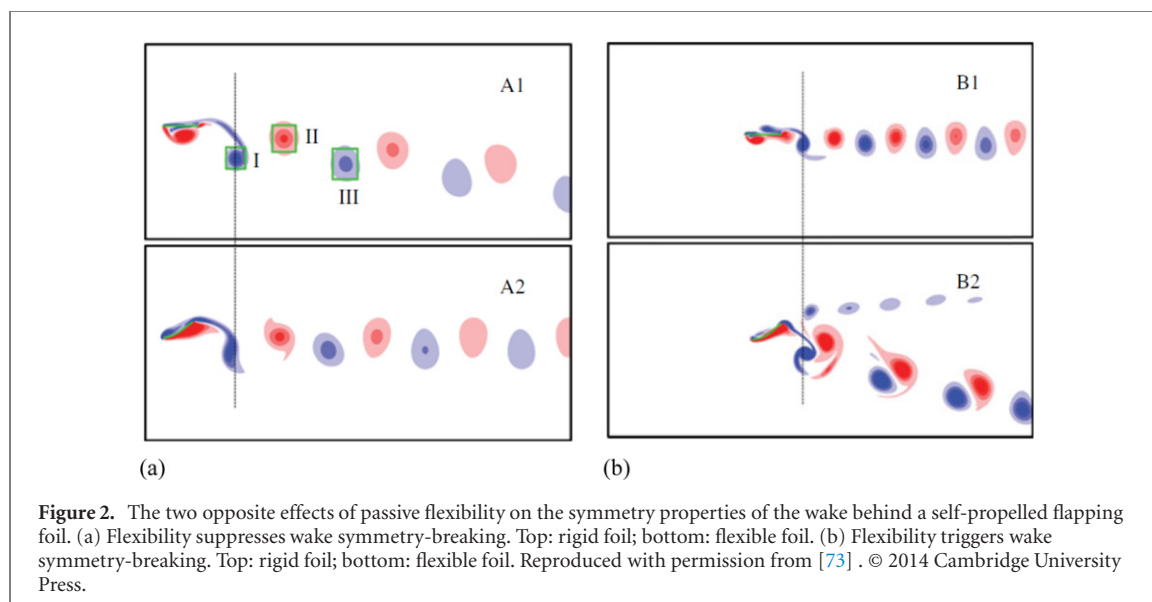 A1
B1
I
II
III
A2
B2
(a)
(b)
Figure 2. The two opposite effects of passive flexibility on the symmetry properties of the wake behind a self-propelled flapping
foil. (a) Flexibility suppresses wake symmetry-breaking. Top: rigid foil; bottom: flexible foil. (b) Flexibility triggers wake
symmetry-breaking. Top: rigid foil; bottom: flexible foil. Reproduced with permission from [73] . © 2014 Cambridge University
Press.